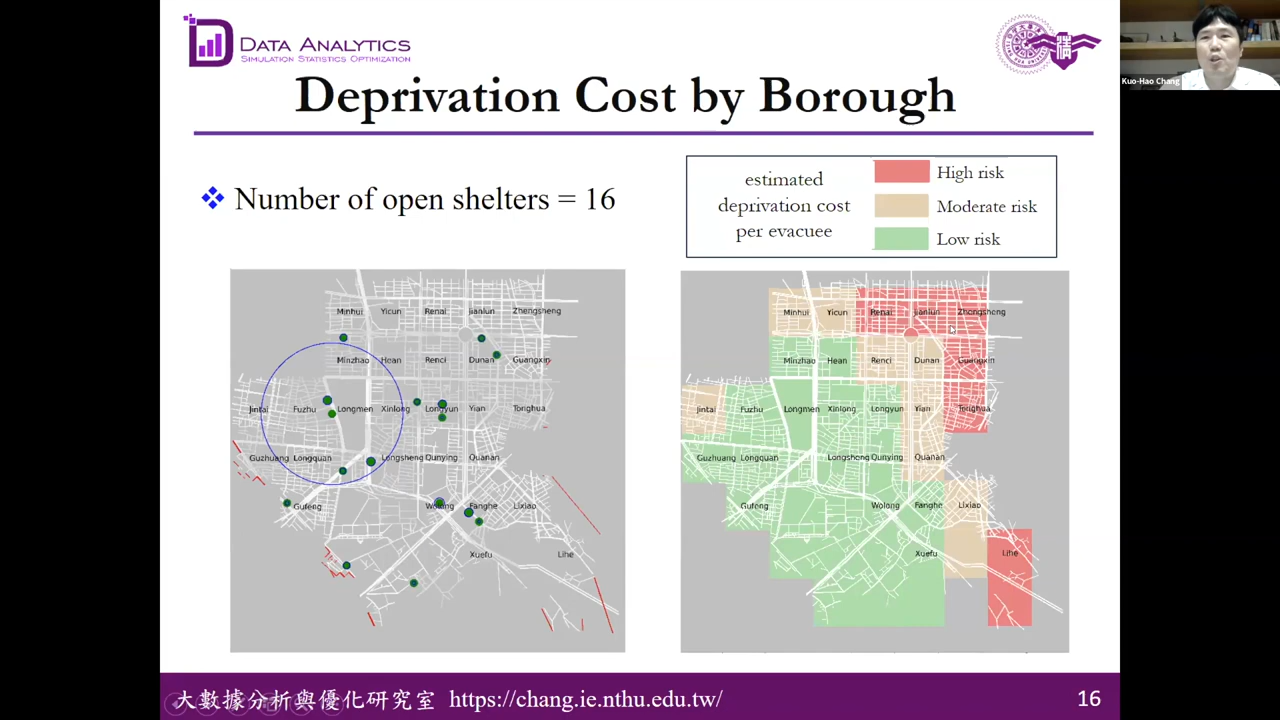 DATA ANALYTICS
SIMULATION STATISTICS OPTIMIZATION
Kuo-Hao Chang
Deprivation Cost by Borough
Number of open shelters = 16
estimated
deprivation cost
per evacuee
High risk
Moderate risk
Low risk
Minhui Yicun Renai Jianlun Zhengsheng
Minzhao Hean Renci Dunan Guangxin
Jintai Fuzhu Longmen Xinlong Longyun Yian Tonghua
Guzhuang Longquan Longsheng Qunying Quanan
Gufeng Wolong Fanghe Lixiao
Xuefu Lihe
Minhui Yicun Renai Jianlun Zhengsheng
Minzhao Hean Renci Dunan Guangxin
Jintai Fuzhu Longmen Xinlong Longyun Yian Tonghua
Guzhuang Longquan Longsheng Qunying Quanan
Gufeng Wolong Fanghe Lixiao
Xuefu Lihe
大數據分析與優化研究室 https://chang.ie.nthu.edu.tw/
16